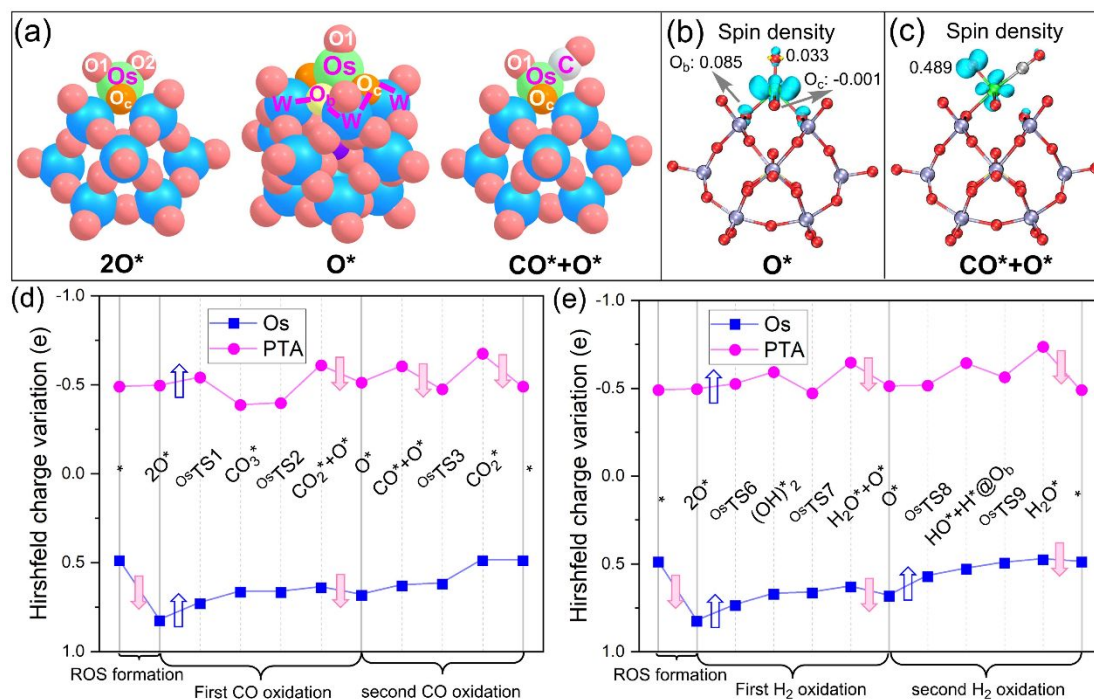 (a)
O1
O2
Os
Oc
2O*
O1
Os
Oc
W
Ob
W
W
O*
O1
C
Os
Oc
CO*+O*
(b)
Spin density
Ob: 0.085
0.033
Oc: -0.001
O*
(c)
Spin density
0.489
CO*+O*
(d)
Hirshfeld charge variation (e)
-1.0
-0.5
0.0
0.5
1.0
Os
PTA
*
2O*
OsTS1
CO3*
OsTS2
CO2*+O*
O*
CO*+O*
OsTS3
CO2*
*
ROS formation
First CO oxidation
second CO oxidation
(e)
Hirshfeld charge variation (e)
-1.0
-0.5
0.0
0.5
1.0
Os
PTA
*
2O*
OsTS6
(OH)*2
OsTS7
H2O*+O*
O*
OsTS8
HO*+H*@Ob
OsTS9
H2O*
*
ROS formation
First H2 oxidation
second H2 oxidation